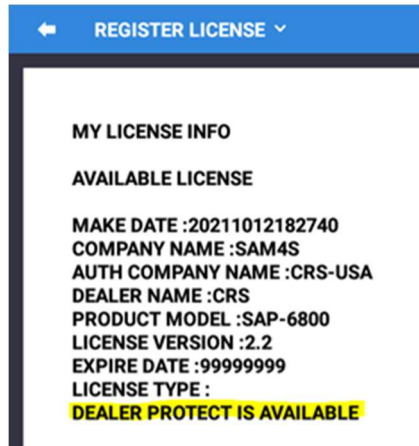 REGISTER LICENSE
MY LICENSE INFO
AVAILABLE LICENSE
MAKE DATE :20211012182740
COMPANY NAME :SAM4S
AUTH COMPANY NAME :CRS-USA
DEALER NAME :CRS
PRODUCT MODEL :SAP-6800
LICENSE VERSION :2.2
EXPIRE DATE :99999999
LICENSE TYPE :
DEALER PROTECT IS AVAILABLE